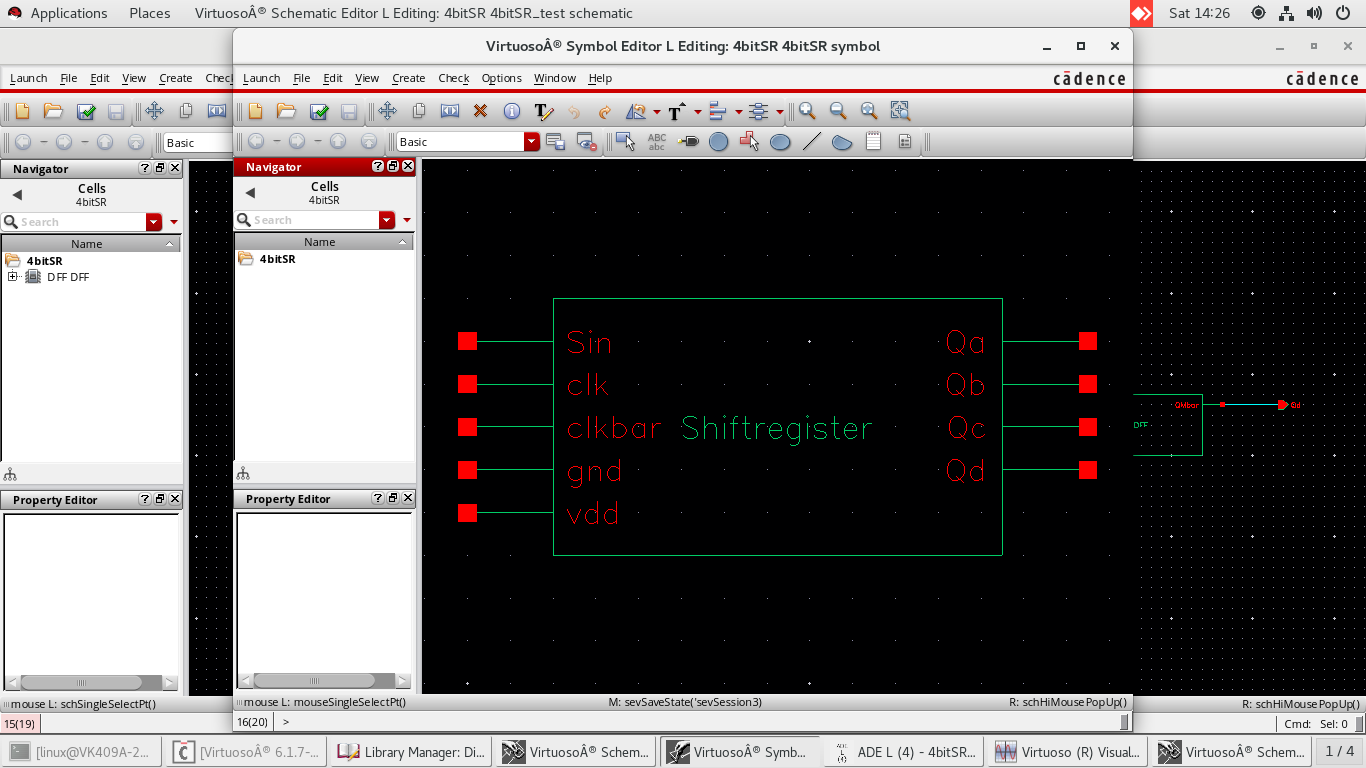 Applications Places VirtuosoÂ® Schematic Editor L Editing: 4bitSR 4bitSR_test schematic Sat 14:26
VirtuosoÂ® Symbol Editor L Editing: 4bitSR 4bitSR symbol
Launch File Edit View Create Check
Launch File Edit View Create Check Options Window Help cādence
cādence
Basic
Basic
ABC
abc
Navigator
Cells
4bitSR
Search
Name
4bitSR
DFF DFF
Property Editor
Navigator
Cells
4bitSR
Search
Name
4bitSR
Property Editor
Sin Qa
clk Qb
clkbar Shiftregister Qc
gnd Qd
vdd
QMbar Qd
DFF
mouse L: schSingleSelectPt()
mouse L: mouseSingleSelectPt() M: sevSaveState('sevSession3) R: schHiMousePopUp()
R: schHiMousePopUp()
15(19)
16(20) >
Cmd: Sel: 0
[linux@VK409A-2... [VirtuosoÂ® 6.1.7-... Library Manager: Di... VirtuosoÂ® Schem... VirtuosoÂ® Symb... ADE L (4) - 4bitSR... Virtuoso (R) Visual... VirtuosoÂ® Schem... 1 / 4